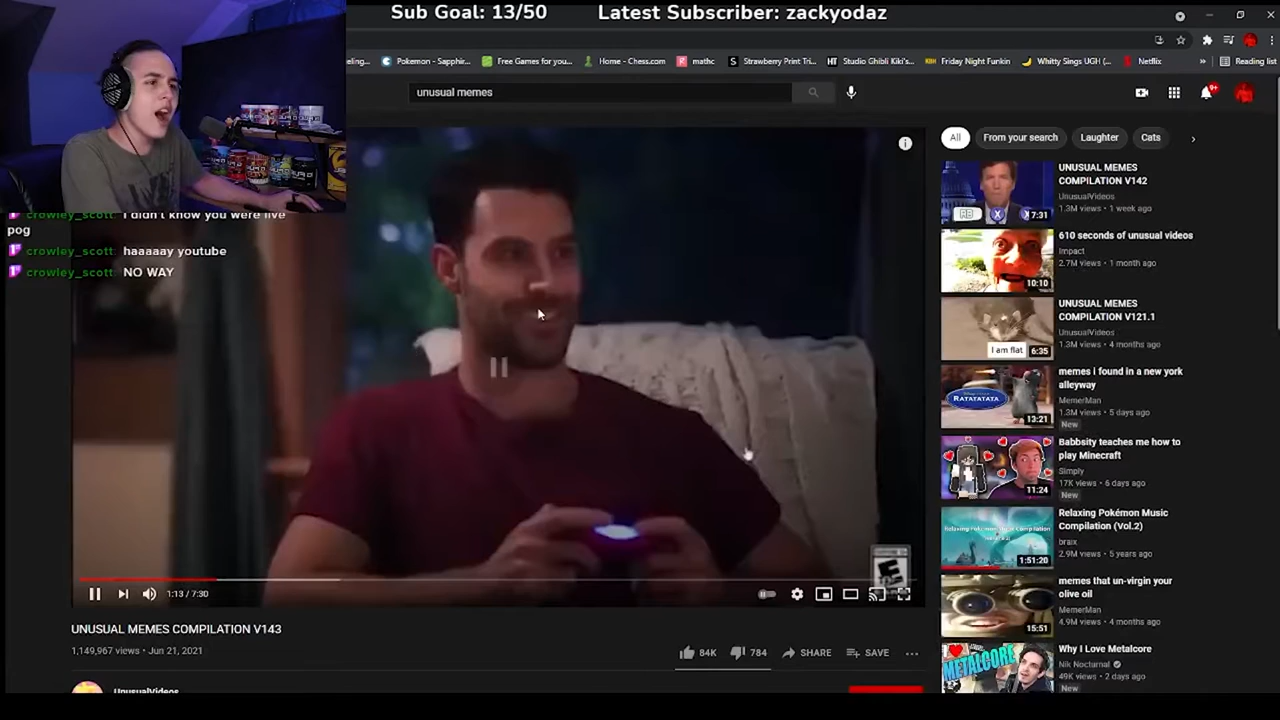 Sub Goal: 13/50
Latest Subscriber: zackyodaz
eling...
Pokemon - Sapphir...
Free Games for you...
Home - Chess.com
mathc
Strawberry Print Tri...
HT Studio Ghibli Kiki's...
Friday Night Funkin
Whitty Sings UGH (...
Netflix
»
Reading list
unusual memes
9+
crowley_scott: I didn't know you were live
pog
crowley_scott: haaaaay youtube
crowley_scott: NO WAY
All
From your search
Laughter
Cats
UNUSUAL MEMES
COMPILATION V142
UnusualVideos
1.3M views • 1 week ago
RB
X
7:31
610 seconds of unusual videos
Impact
2.7M views • 1 month ago
10:10
UNUSUAL MEMES
COMPILATION V121.1
UnusualVideos
1.3M views • 4 months ago
I am flat
6:35
memes i found in a new york
alleyway
MemerMan
1.3M views • 5 days ago
New
RATATATATA
13:21
Babbsity teaches me how to
play Minecraft
Simply
17K views • 6 days ago
New
11:24
Relaxing Pokémon Music
Compilation (Vol.2)
braix
2.9M views • 5 years ago
1:51:20
memes that un-virgin your
olive oil
MemerMan
4.9M views • 4 months ago
15:51
Why I Love Metalcore
Nik Nocturnal
49K views • 2 days ago
New
METALCORE
E
1:13 / 7:30
UNUSUAL MEMES COMPILATION V143
1,149,967 views • Jun 21, 2021
84K
784
SHARE
SAVE
UnusualVideos